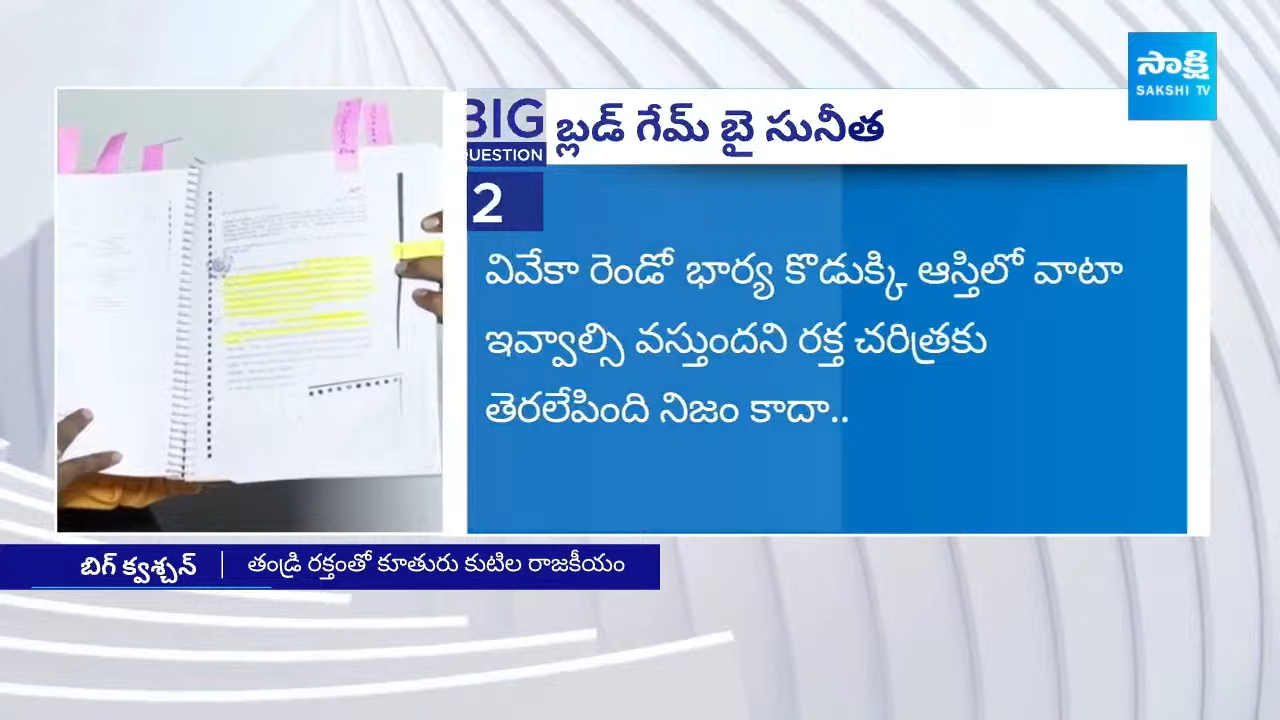 సాక్షి
SAKSHI TV
BIG
QUESTION
బ్లడ్ గేమ్ బై సునీత
2
వివేకా రెండో భార్య కొడుక్కి ఆస్తిలో వాటా
ఇవ్వాల్సి వస్తుందని రక్త చరిత్రకు
తెరలేపింది నిజం కాదా..
బిగ్ క్వశ్చన్ | తండ్రి రక్తంతో కూతురు కుటిల రాజకీయం